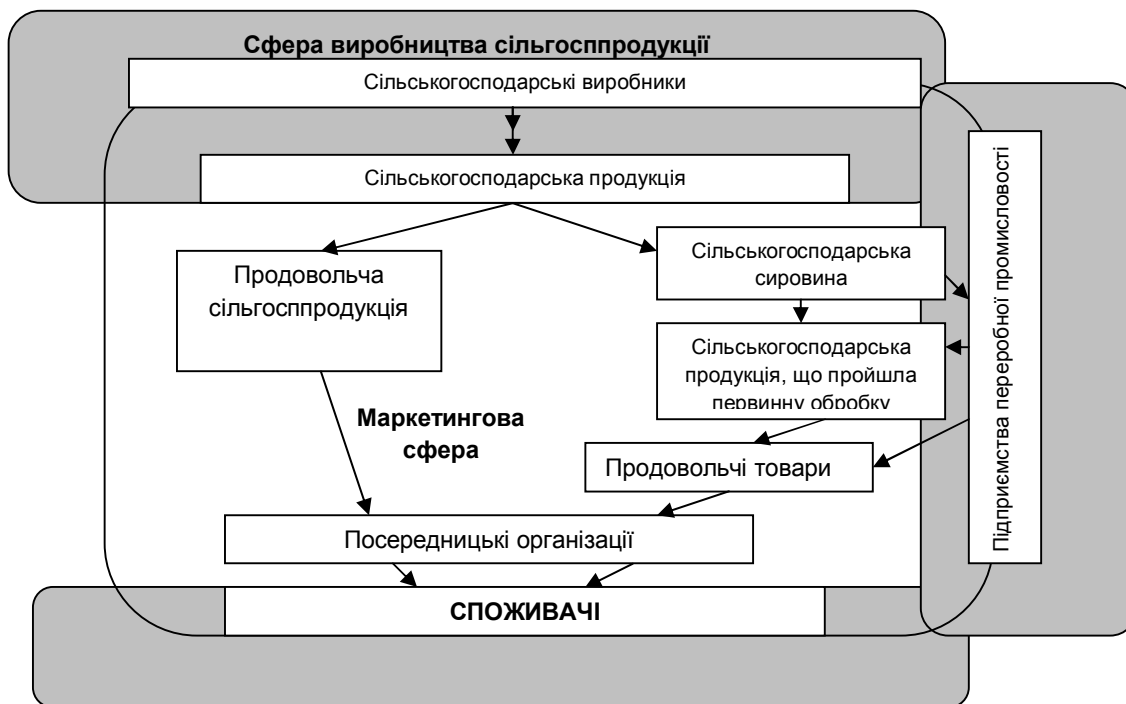 Сфера виробництва сільгосппродукції
Сільськогосподарські виробники
Сільськогосподарська продукція
Продовольча
сільгосппродукція
Сільськогосподарська
сировина
Сільськогосподарська
продукція, що пройшла
первинну обробку
Маркетингова
сфера
Продовольчі товари
Посередницькі організації
СПОЖИВАЧІ
Підприємства переробної промисловості